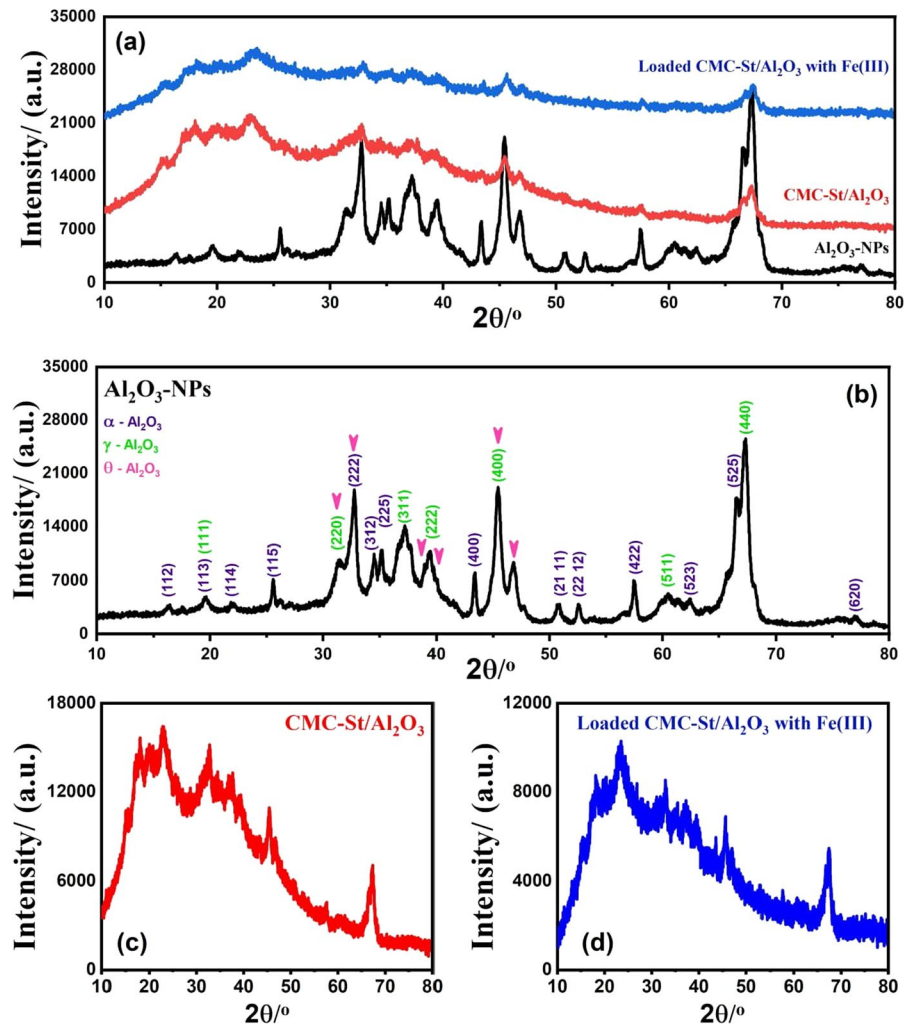 (a)
35000
28000
21000
14000
7000
0
Intensity/ (a.u.)
Loaded CMC-St/Al₂O₃ with Fe(III)
CMC-St/Al₂O₃
Al₂O₃-NPs
10 20 30 40 50 60 70 80
2θ/°
(b)
35000
28000
21000
14000
7000
0
Intensity/ (a.u.)
Al₂O₃-NPs
α - Al₂O₃
γ - Al₂O₃
θ - Al₂O₃
(112)
(113)
(111)
(114)
(115)
(220)
(222)
(312)
(225)
(311)
(222)
(400)
(400)
(21 11)
(22 12)
(422)
(511)
(523)
(525)
(440)
(620)
10 20 30 40 50 60 70 80
2θ/°
18000
12000
6000
0
Intensity/ (a.u.)
CMC-St/Al₂O₃
(c)
10 20 30 40 50 60 70 80
2θ/°
12000
8000
4000
0
Intensity/ (a.u.)
Loaded CMC-St/Al₂O₃ with Fe(III)
(d)
10 20 30 40 50 60 70 80
2θ/°